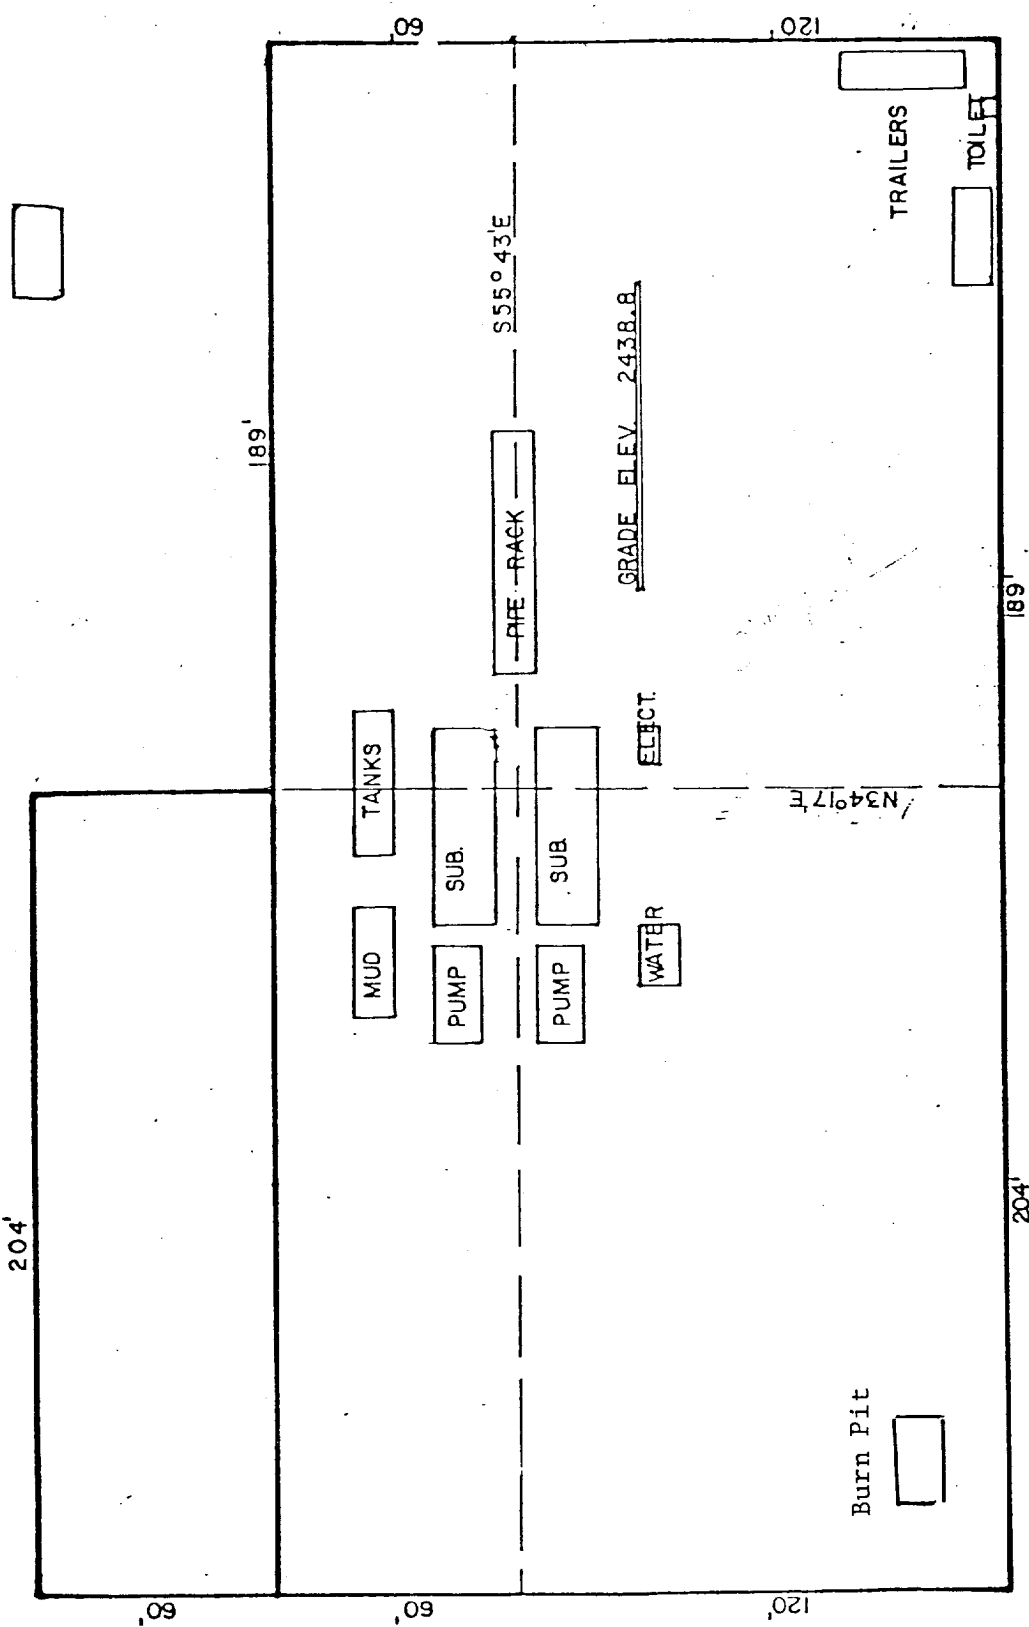 60
120
TRAILERS
TOILET
S 55° 43' E
189'
GRADE ELEV. 2438.8
PIPE RACK
189'
TANKS
ELECT.
N34°17'E
SUB.
SUB.
MUD
PUMP
PUMP
WATER
204'
204'
Burn Pit
60'
60'
120'